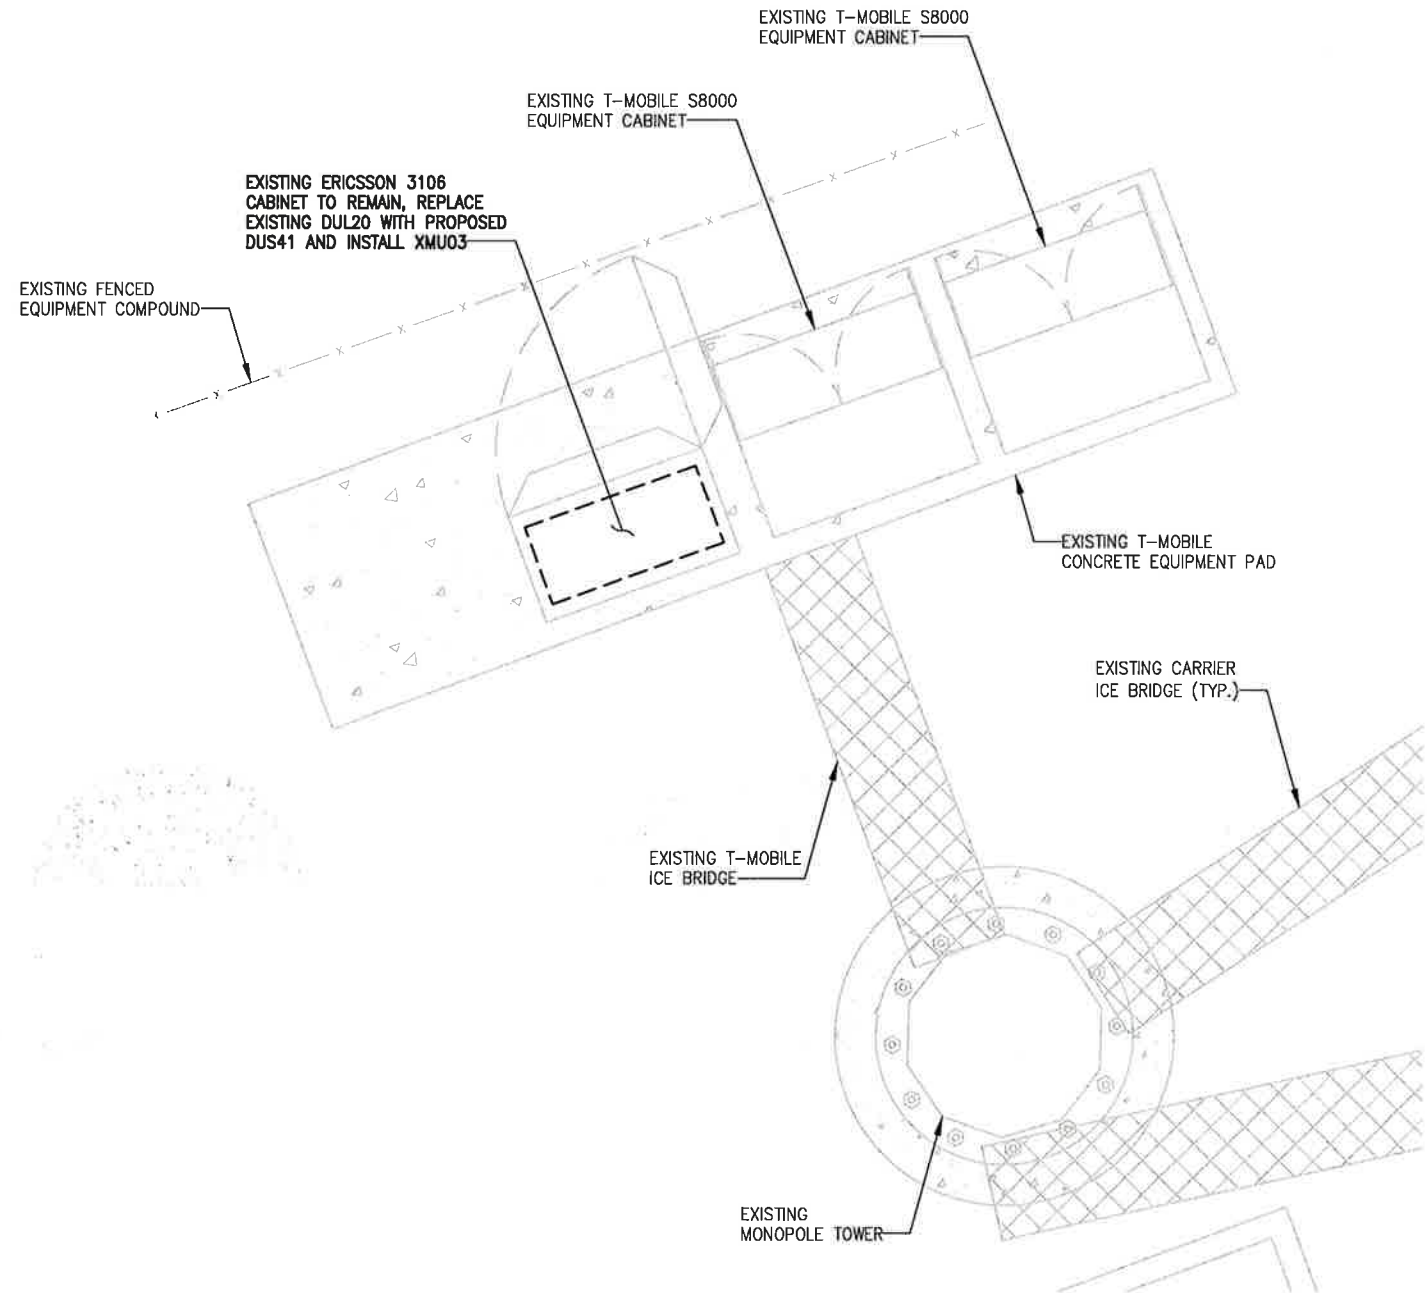 EXISTING T-MOBILE S8000
EQUIPMENT CABINET
EXISTING T-MOBILE S8000
EQUIPMENT CABINET
EXISTING ERICSSON 3106
CABINET TO REMAIN, REPLACE
EXISTING DUL20 WITH PROPOSED
DUS41 AND INSTALL XMU03
EXISTING FENCED
EQUIPMENT COMPOUND
EXISTING T-MOBILE
CONCRETE EQUIPMENT PAD
EXISTING CARRIER
ICE BRIDGE (TYP.)
EXISTING T-MOBILE
ICE BRIDGE
EXISTING
MONOPOLE TOWER